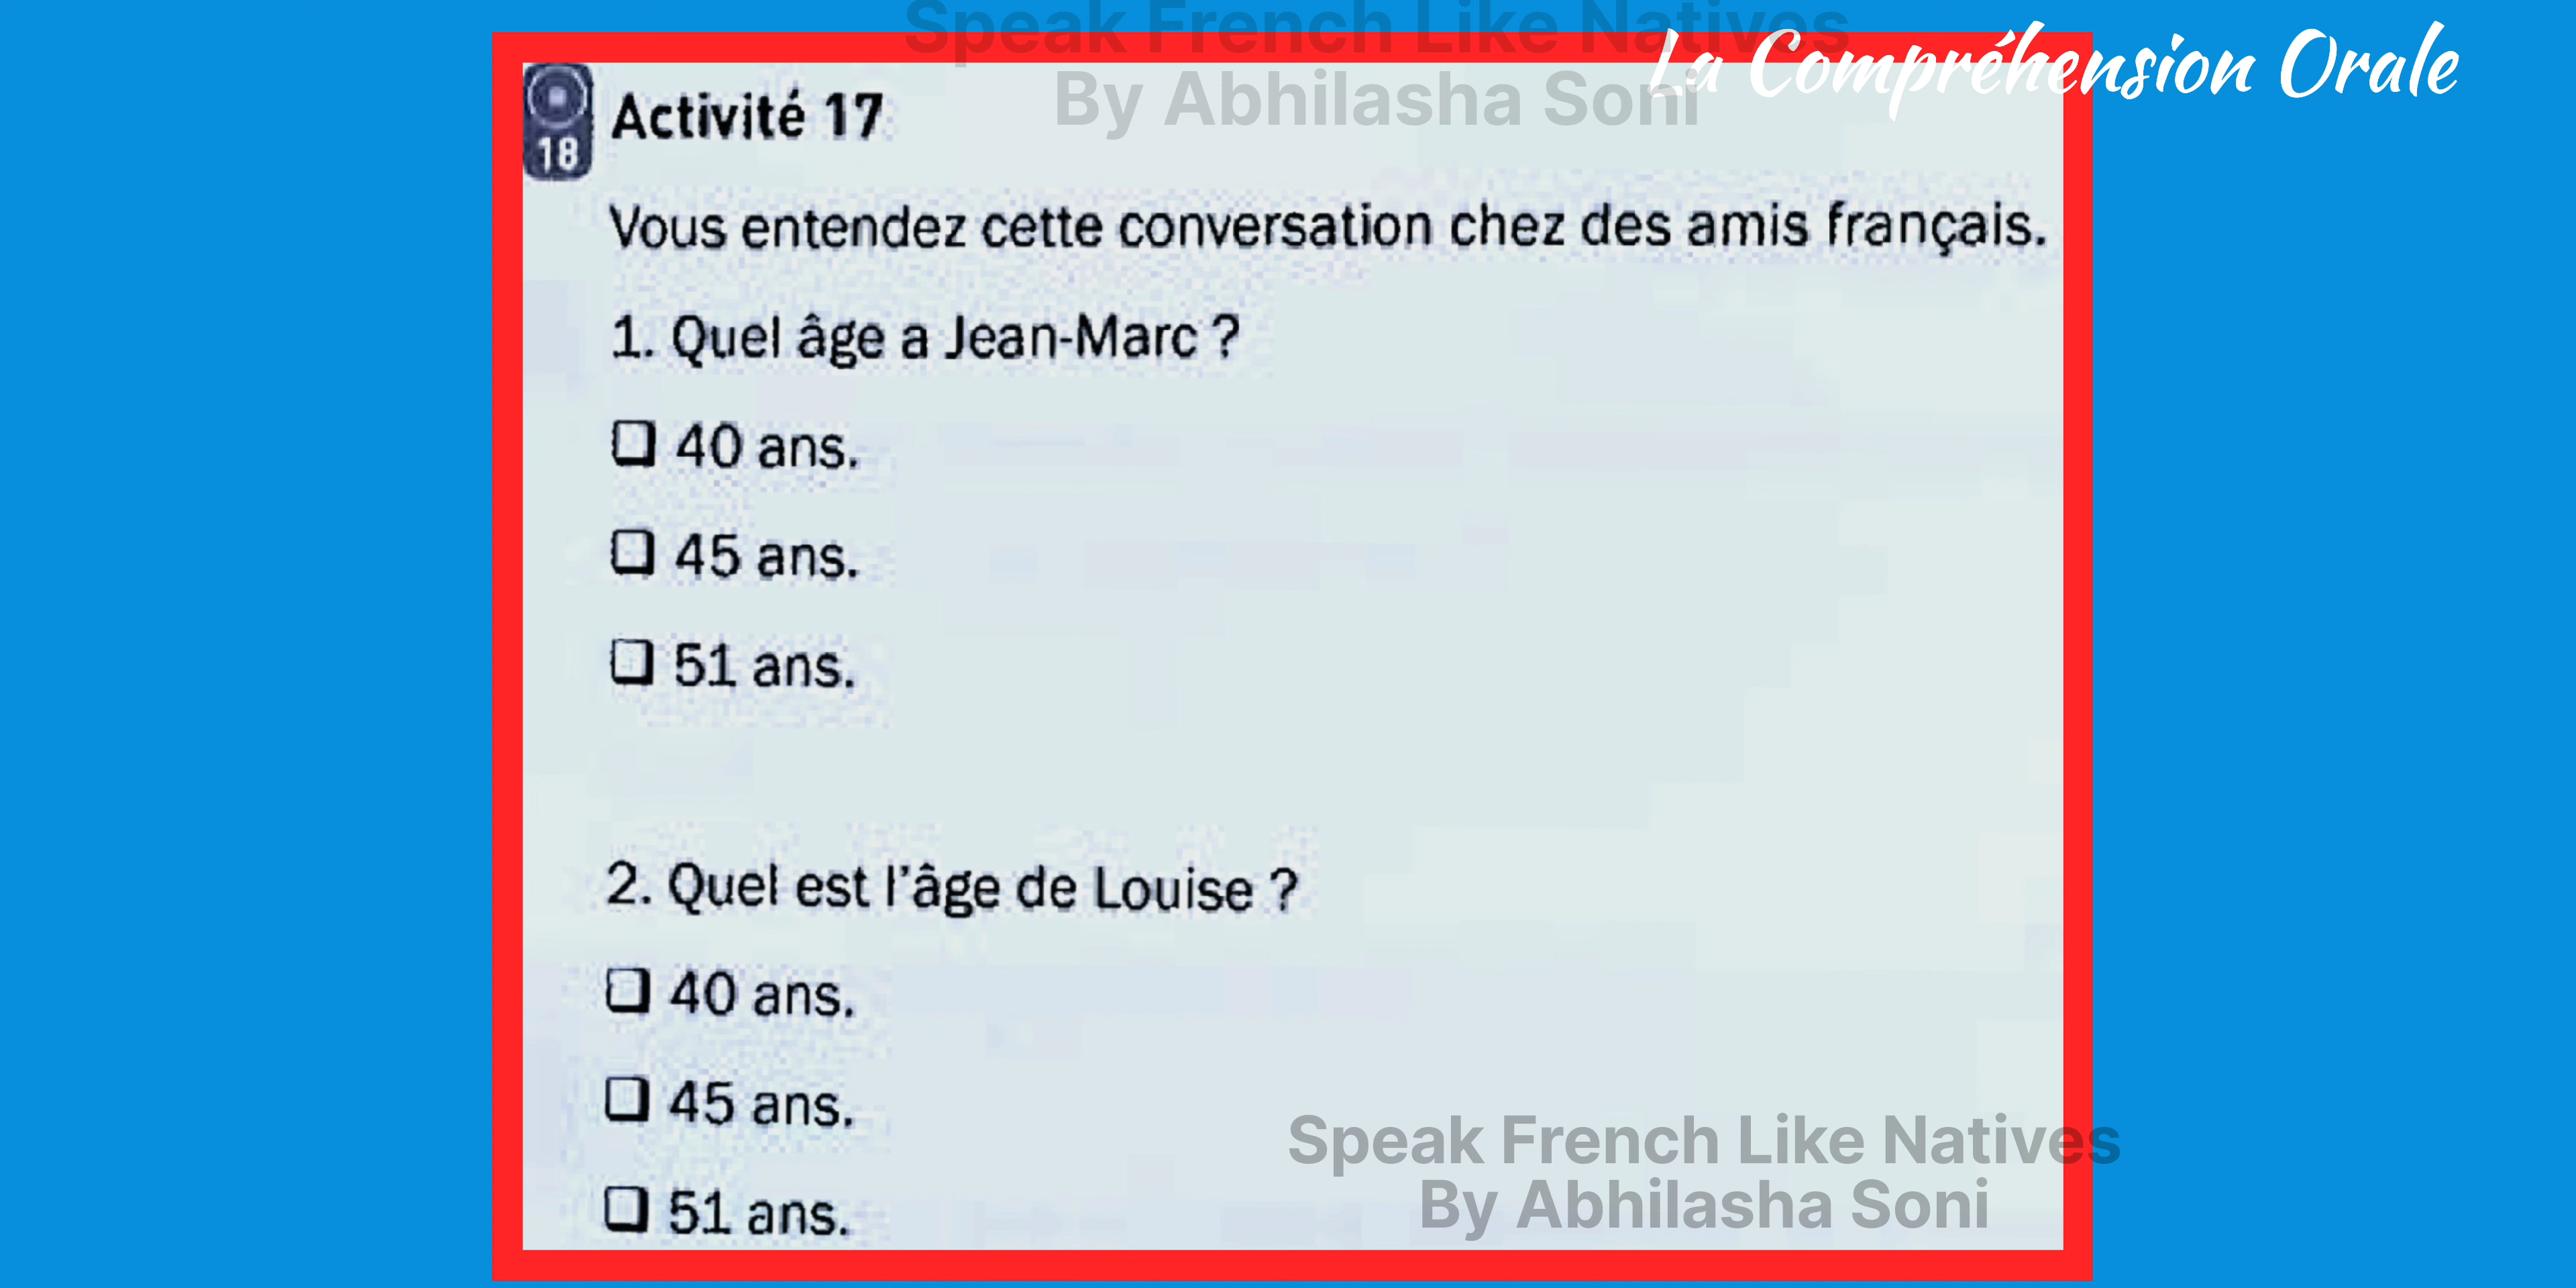 Speak French Like Natives
By Abhilasha Soni
La Compréhension Orale
18
Activité 17
Vous entendez cette conversation chez des amis français.
1. Quel âge a Jean-Marc ?
❑ 40 ans.
❑ 45 ans.
❑ 51 ans.
2. Quel est l'âge de Louise ?
❑ 40 ans.
❑ 45 ans.
❑ 51 ans.
Speak French Like Natives
By Abhilasha Soni